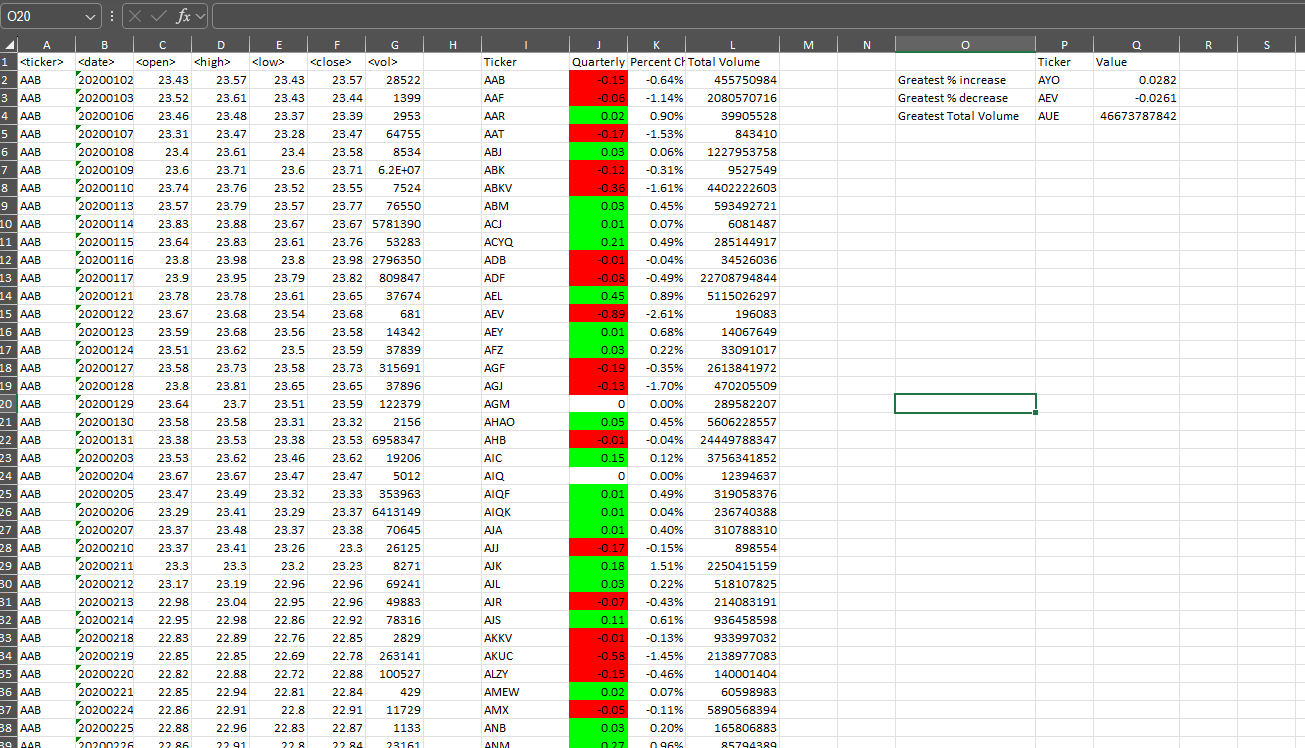 O20 fx
A B C D E F G H I J K L M N O P Q R S
1 <ticker> <date> <open> <high> <low> <close> <vol> Ticker Quarterly Percent Ch Total Volume Ticker Value
2 AAB 20200102 23.43 23.57 23.43 23.57 28522 AAB -0.15 -0.64% 455750984 Greatest % increase AYO 0.0282
3 AAB 20200103 23.52 23.61 23.43 23.44 1399 AAF -0.06 -1.14% 2080570716 Greatest % decrease AEV -0.0261
4 AAB 20200106 23.46 23.48 23.37 23.39 2953 AAR 0.02 0.90% 39905528 Greatest Total Volume AUE 46673787842
5 AAB 20200107 23.31 23.47 23.28 23.47 64755 AAT -0.17 -1.53% 843410
6 AAB 20200108 23.4 23.61 23.4 23.58 8534 ABJ 0.03 0.06% 1227953758
7 AAB 20200109 23.6 23.71 23.6 23.71 6.2E+07 ABK -0.12 -0.31% 9527549
8 AAB 20200110 23.74 23.76 23.52 23.55 7524 ABKV -0.36 -1.61% 4402222603
9 AAB 20200113 23.57 23.79 23.57 23.77 76550 ABM 0.03 0.45% 593492721
10 AAB 20200114 23.83 23.88 23.67 23.67 5781390 ACJ 0.01 0.07% 6081487
11 AAB 20200115 23.64 23.83 23.61 23.76 53283 ACYQ 0.21 0.49% 285144917
12 AAB 20200116 23.8 23.98 23.8 23.98 2796350 ADB -0.01 -0.04% 34526036
13 AAB 20200117 23.9 23.95 23.79 23.82 809847 ADF -0.08 -0.49% 22708794844
14 AAB 20200121 23.78 23.78 23.61 23.65 37674 AEL 0.45 0.89% 5115026297
15 AAB 20200122 23.67 23.68 23.54 23.68 681 AEV -0.89 -2.61% 196083
16 AAB 20200123 23.59 23.68 23.56 23.58 14342 AEY 0.01 0.68% 14067649
17 AAB 20200124 23.51 23.62 23.5 23.59 37839 AFZ 0.03 0.22% 33091017
18 AAB 20200127 23.58 23.73 23.58 23.73 315691 AGF -0.19 -0.35% 2613841972
19 AAB 20200128 23.8 23.81 23.65 23.65 37896 AGJ -0.13 -1.70% 470205509
20 AAB 20200129 23.64 23.7 23.51 23.59 122379 AGM 0 0.00% 289582207
21 AAB 20200130 23.58 23.58 23.31 23.32 2156 AHAO 0.05 0.45% 5606228557
22 AAB 20200131 23.38 23.53 23.38 23.53 6958347 AHB -0.01 -0.04% 24449788347
23 AAB 20200203 23.53 23.62 23.46 23.62 19206 AIC 0.15 0.12% 3756341852
24 AAB 20200204 23.67 23.67 23.47 23.47 5012 AIQ 0 0.00% 12394637
25 AAB 20200205 23.47 23.49 23.32 23.33 353963 AIQF 0.01 0.49% 319058376
26 AAB 20200206 23.29 23.41 23.29 23.37 6413149 AIQK 0.01 0.04% 236740388
27 AAB 20200207 23.37 23.48 23.37 23.38 70645 AJA 0.01 0.40% 310788310
28 AAB 20200210 23.37 23.41 23.26 23.3 26125 AJJ -0.17 -0.15% 898554
29 AAB 20200211 23.3 23.3 23.2 23.23 8271 AJK 0.18 1.51% 2250415159
30 AAB 20200212 23.17 23.19 22.96 22.96 69241 AJL 0.03 0.22% 518107825
31 AAB 20200213 22.98 23.04 22.95 22.96 49883 AJR -0.07 -0.43% 214083191
32 AAB 20200214 22.95 22.98 22.86 22.92 78316 AJS 0.11 0.61% 936458598
33 AAB 20200218 22.83 22.89 22.76 22.85 2829 AKKV -0.01 -0.13% 933997032
34 AAB 20200219 22.85 22.85 22.69 22.78 263141 AKUC -0.58 -1.45% 2138977083
35 AAB 20200220 22.82 22.88 22.72 22.88 100527 ALZY -0.15 -0.46% 140001404
36 AAB 20200221 22.85 22.94 22.81 22.84 429 AMEW 0.02 0.07% 60598983
37 AAB 20200224 22.86 22.91 22.8 22.91 11729 AMX -0.05 -0.11% 5890568394
38 AAB 20200225 22.88 22.96 22.83 22.87 1133 ANB 0.03 0.20% 165806883
39 AAB 20200226 22.86 22.91 22.8 22.84 23161 ANM 0.27 0.96% 85794389